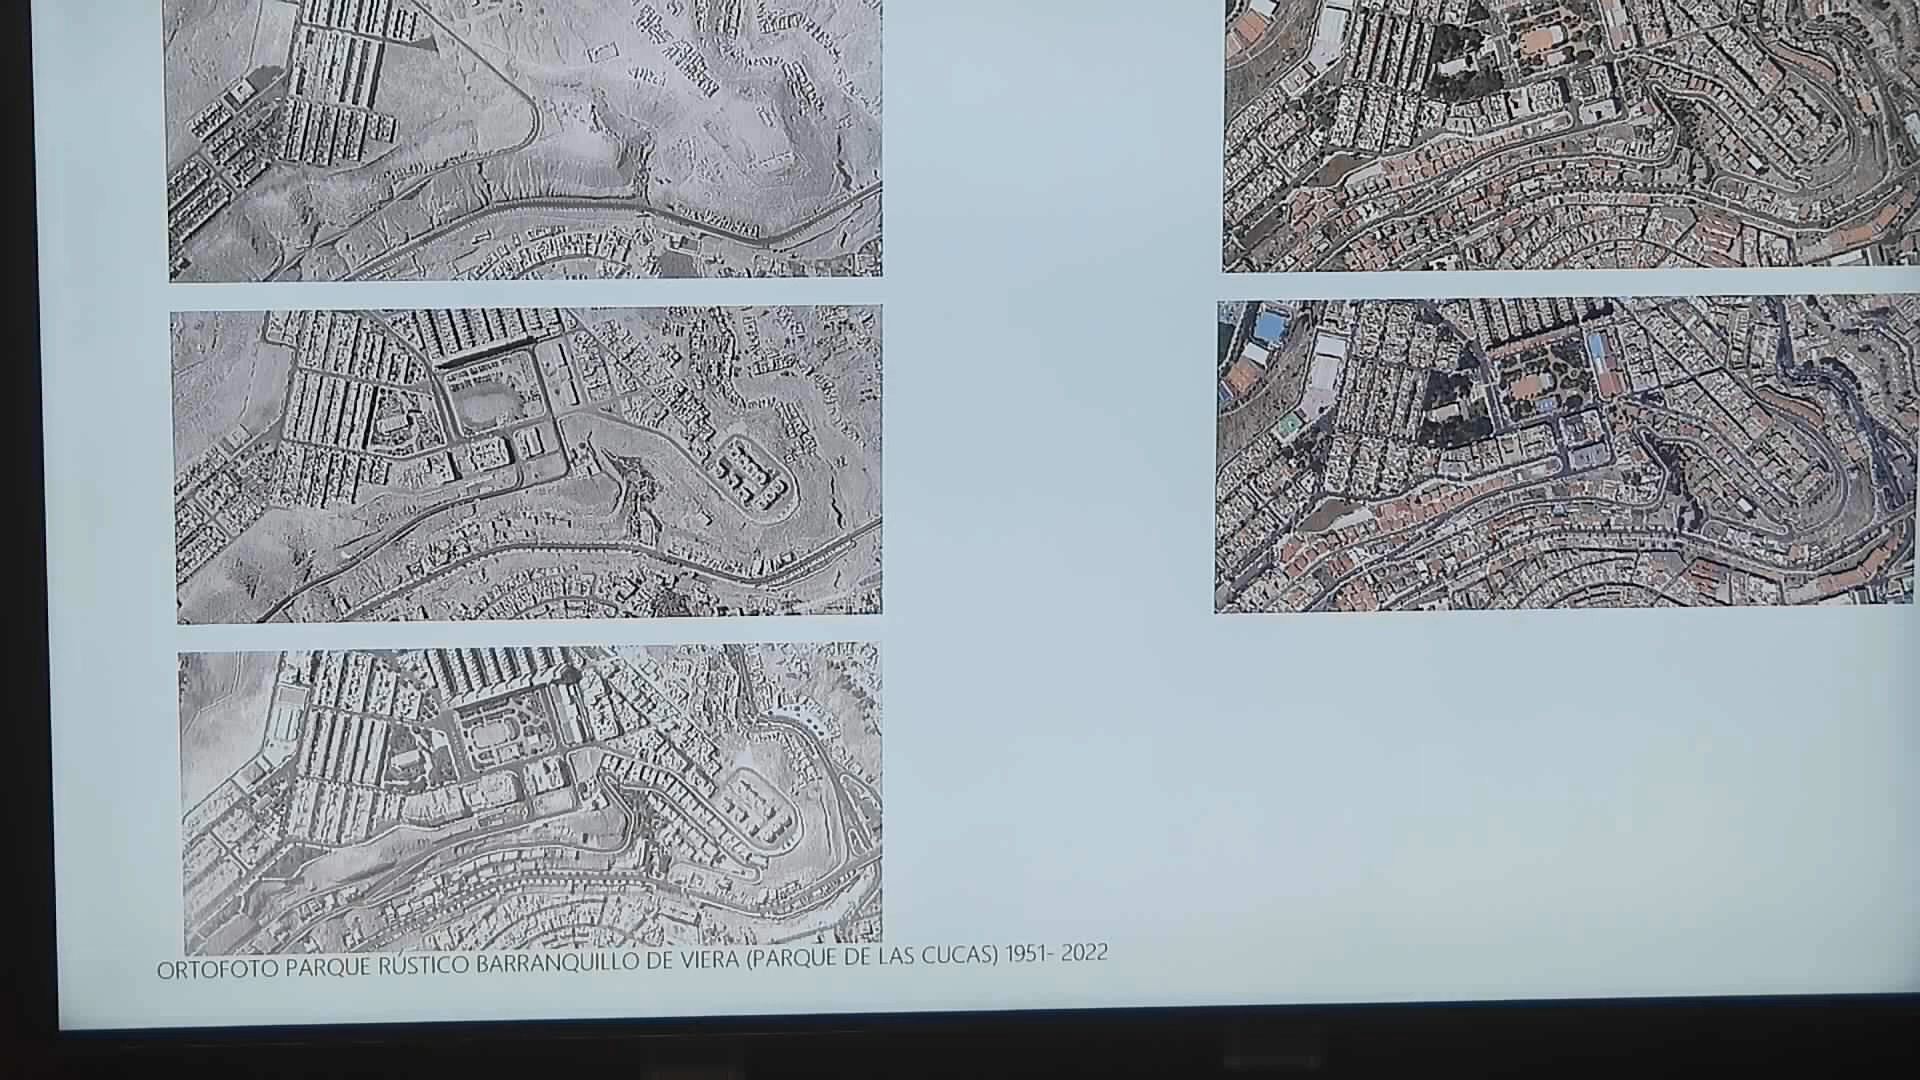 ORTOFOTO PARQUE RÚSTICO BARRANQUILLO DE VIERA (PARQUE DE LAS CUCAS) 1951- 2022